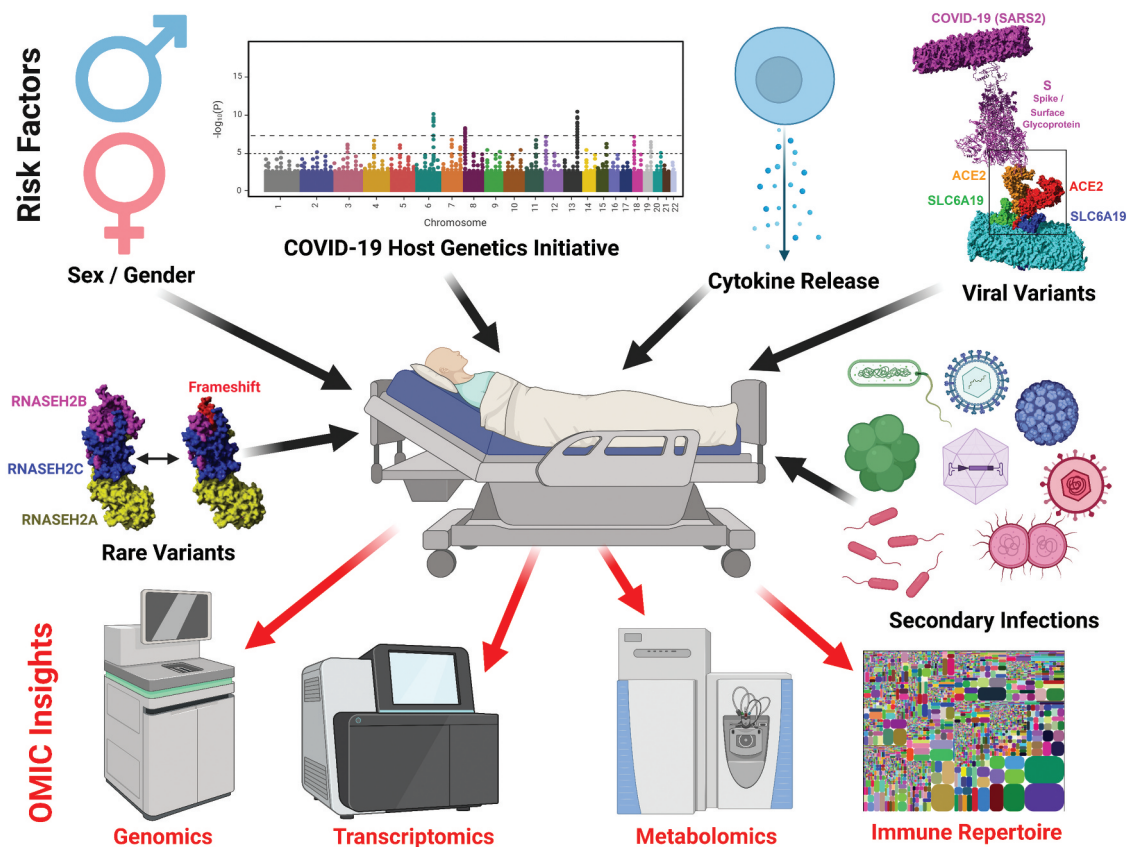 Risk Factors
Sex / Gender
-log₁₀(P)
15
10
5
0
1
2
3
4
5
6
7
8
9
10
11
12
13
14
15
16
17
18
19
20
21
22
Chromosome
COVID-19 Host Genetics Initiative
Cytokine Release
COVID-19 (SARS2)
S
Spike /
Surface
Glycoprotein
ACE2
ACE2
SLC6A19
SLC6A19
Viral Variants
RNASEH2B
Frameshift
RNASEH2C
RNASEH2A
Rare Variants
Secondary Infections
OMIC Insights
Genomics
Transcriptomics
Metabolomics
Immune Repertoire